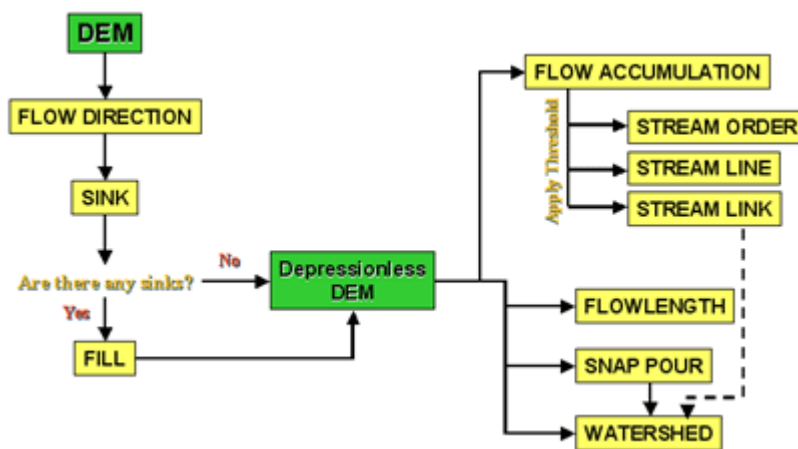 DEM
FLOW DIRECTION
SINK
Are there any sinks?
No
Yes
FILL
Depressionless
DEM
FLOW ACCUMULATION
Apply Threshold
STREAM ORDER
STREAM LINE
STREAM LINK
FLOWLENGTH
SNAP POUR
WATERSHED